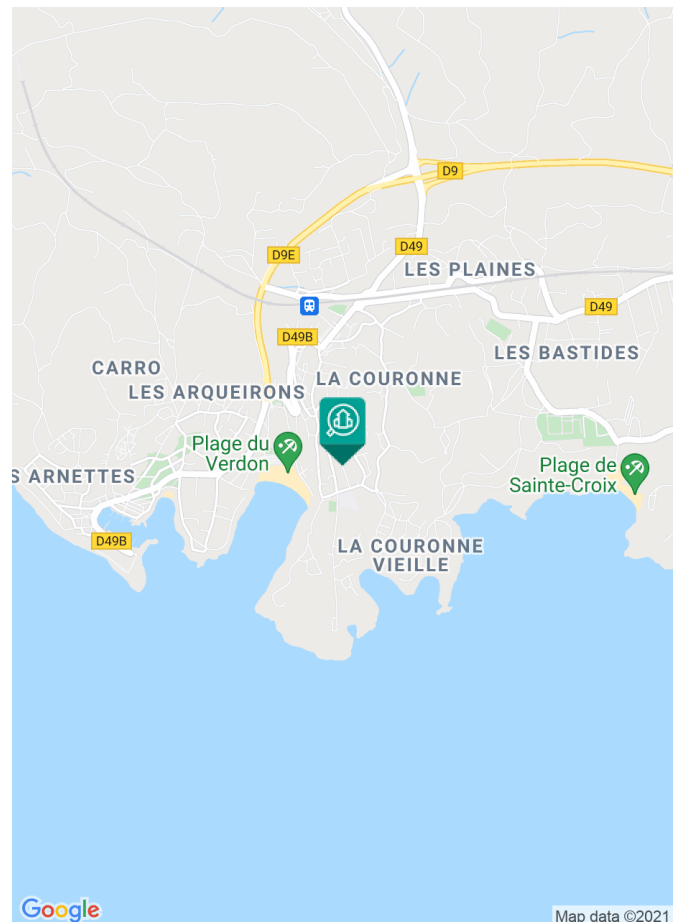 D9
D49
D9E
LES PLAINES
D49
D49B
LES BASTIDES
CARRO
LA COURONNE
LES ARQUEIRONS
Plage du
Verdon
S ARNETTES
Plage de
Sainte-Croix
D49B
LA COURONNE
VIEILLE
Google
Map data ©2021